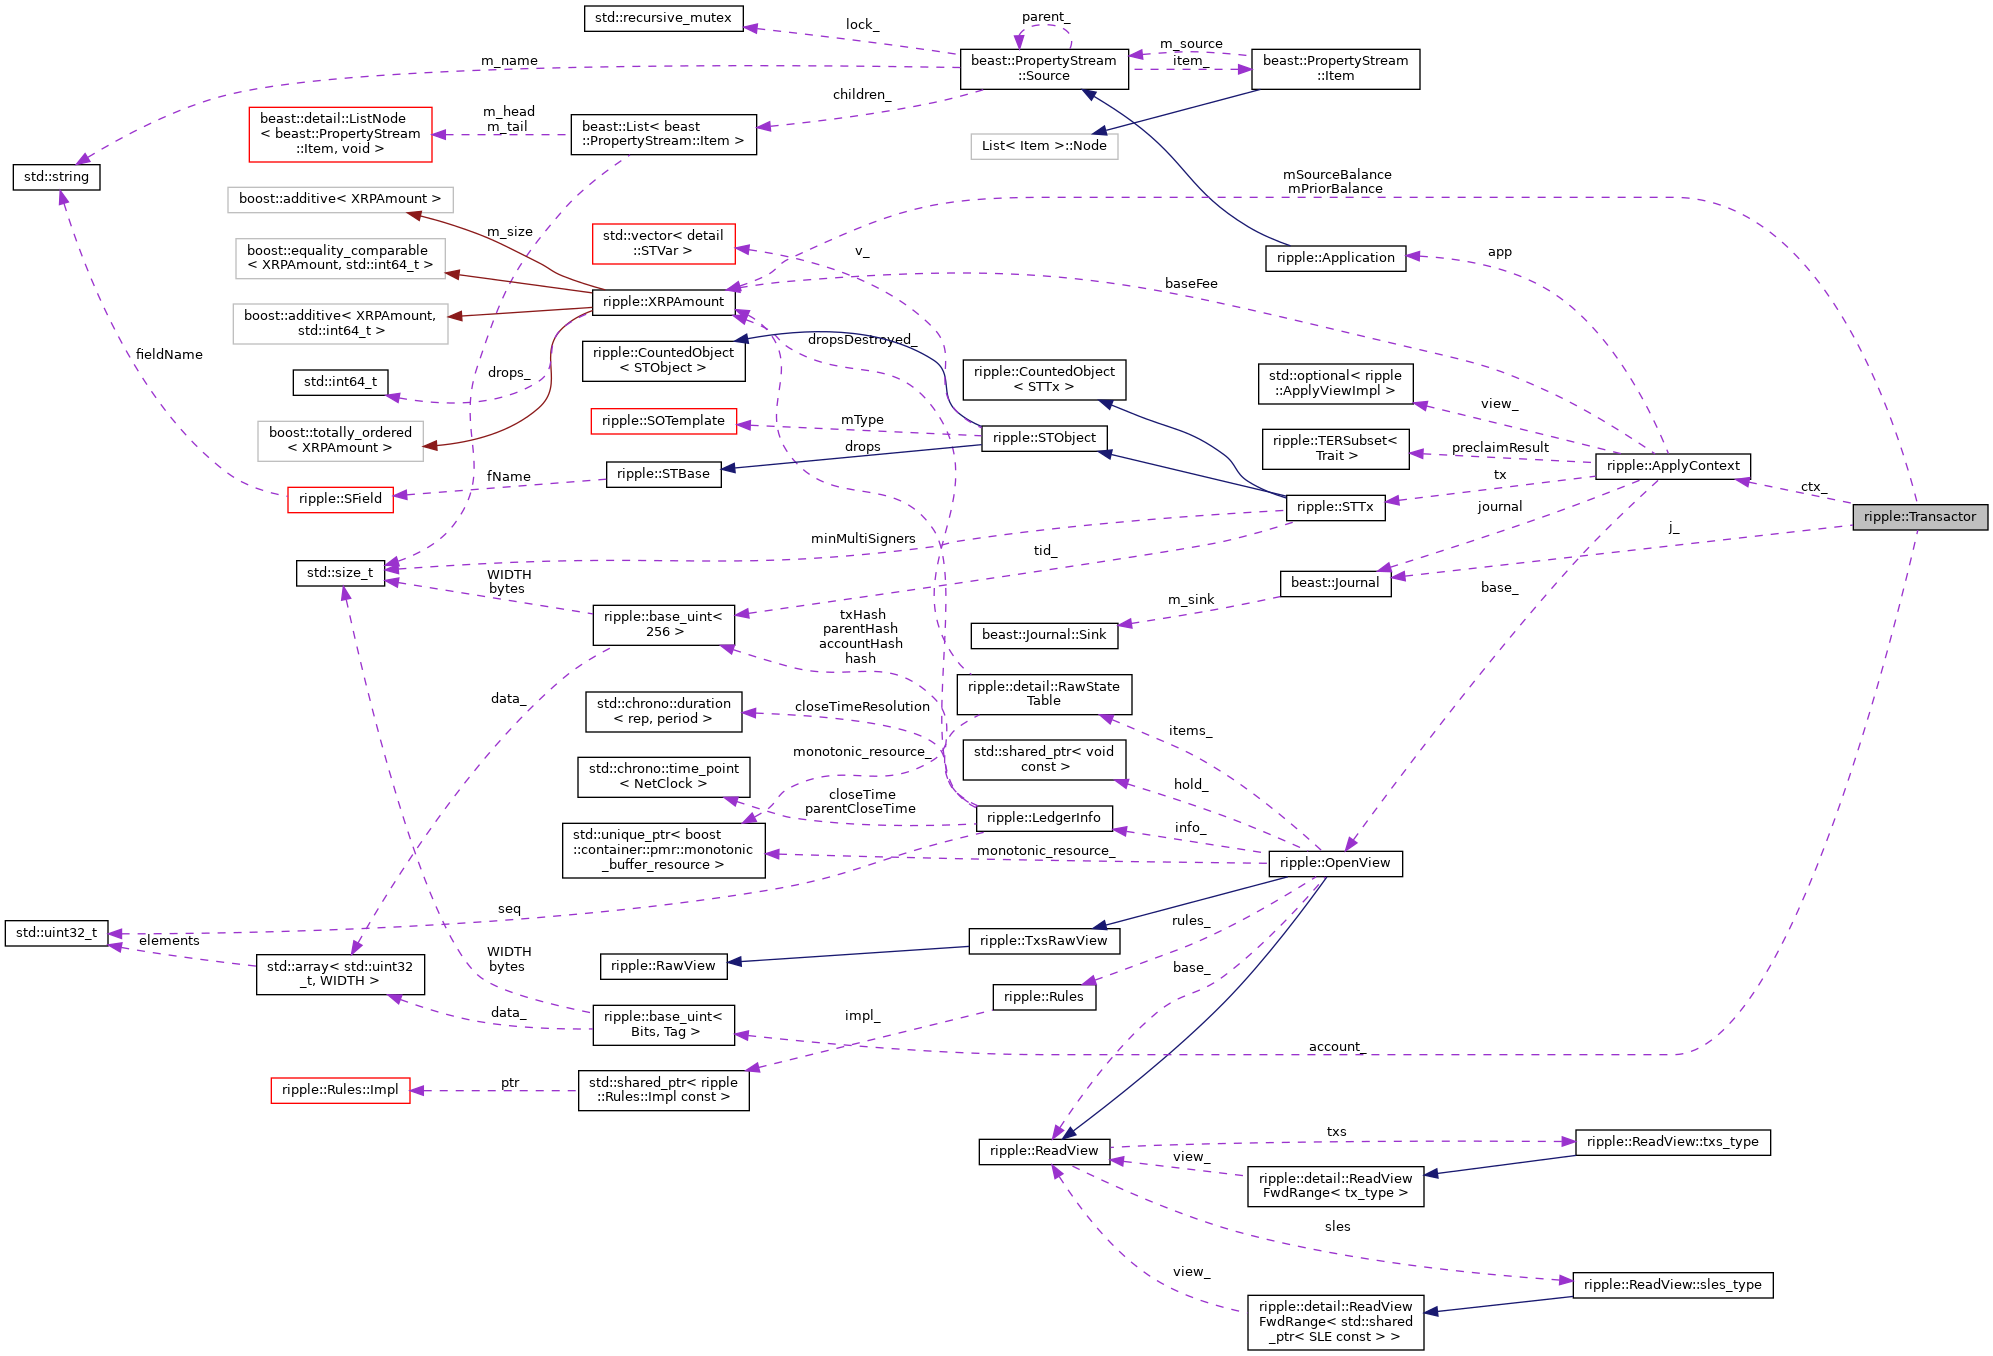 std::recursive_mutex
lock_
parent_
beast::PropertyStream
::Source
m_source
item_
beast::PropertyStream
::Item
m_name
children_
beast::detail::ListNode
< beast::PropertyStream
::Item, void >
m_head
m_tail
beast::List< beast
::PropertyStream::Item >
List< Item >::Node
std::string
boost::additive< XRPAmount >
mSourceBalance
mPriorBalance
m_size
std::vector< detail
::STVar >
v_
boost::equality_comparable
< XRPAmount, std::int64_t >
ripple::Application
app
baseFee
ripple::XRPAmount
boost::additive< XRPAmount,
std::int64_t >
dropsDestroyed_
fieldName
ripple::CountedObject
< STObject >
drops_
std::int64_t
ripple::CountedObject
< STTx >
std::optional< ripple
::ApplyViewImpl >
view_
ripple::SOTemplate
mType
boost::totally_ordered
< XRPAmount >
ripple::STObject
drops
ripple::TERSubset<
Trait >
preclaimResult
ripple::ApplyContext
ripple::STBase
fName
tx
ctx_
ripple::SField
ripple::STTx
journal
ripple::Transactor
j_
minMultiSigners
tid_
std::size_t
WIDTH
bytes
beast::Journal
base_
m_sink
ripple::base_uint<
256 >
txHash
parentHash
accountHash
hash
beast::Journal::Sink
ripple::detail::RawState
Table
data_
std::chrono::duration
< rep, period >
closeTimeResolution
items_
monotonic_resource_
std::shared_ptr< void
const >
std::chrono::time_point
< NetClock >
hold_
closeTime
parentCloseTime
ripple::LedgerInfo
info_
std::unique_ptr< boost
::container::pmr::monotonic
_buffer_resource >
monotonic_resource_
ripple::OpenView
seq
std::uint32_t
elements
rules_
ripple::TxsRawView
WIDTH
bytes
ripple::RawView
base_
std::array< std::uint32
_t, WIDTH >
ripple::Rules
data_
ripple::base_uint<
Bits, Tag >
impl_
account_
ripple::Rules::Impl
ptr
std::shared_ptr< ripple
::Rules::Impl const >
txs
ripple::ReadView::txs_type
ripple::ReadView
view_
ripple::detail::ReadView
FwdRange< tx_type >
sles
view_
ripple::ReadView::sles_type
ripple::detail::ReadView
FwdRange< std::shared
_ptr< SLE const > >